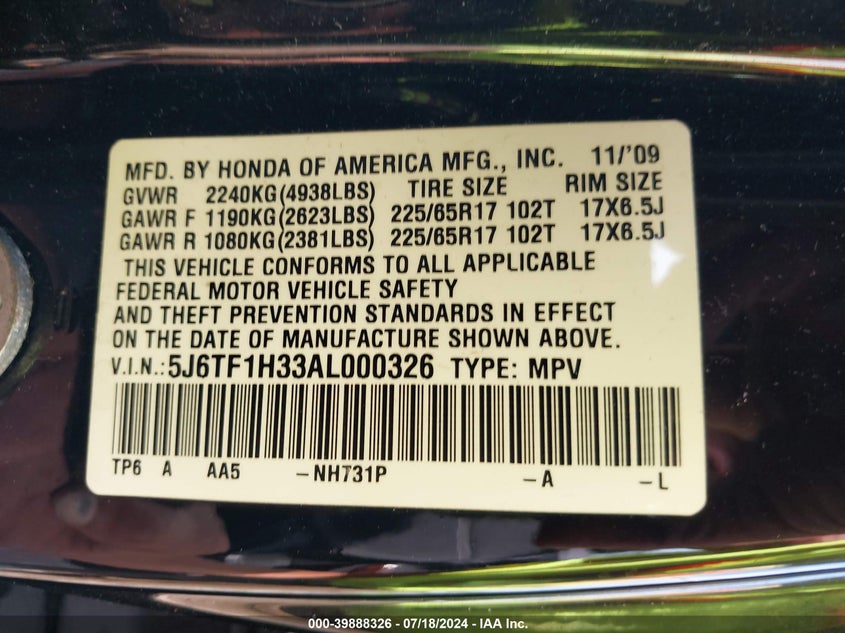 MFD. BY HONDA OF AMERICA MFG., INC. 11/'09
GVWR 2240KG(4938LBS) TIRE SIZE RIM SIZE
GAWR F 1190KG(2623LBS) 225/65R17 102T 17X6.5J
GAWR R 1080KG(2381LBS) 225/65R17 102T 17X6.5J
THIS VEHICLE CONFORMS TO ALL APPLICABLE
FEDERAL MOTOR VEHICLE SAFETY
AND THEFT PREVENTION STANDARDS IN EFFECT
ON THE DATE OF MANUFACTURE SHOWN ABOVE.
V.I.N.:5J6TF1H33AL000326 TYPE: MPV
TP6 A AA5 -NH731P -A -L
000-39888326 - 07/18/2024 - IAA Inc.